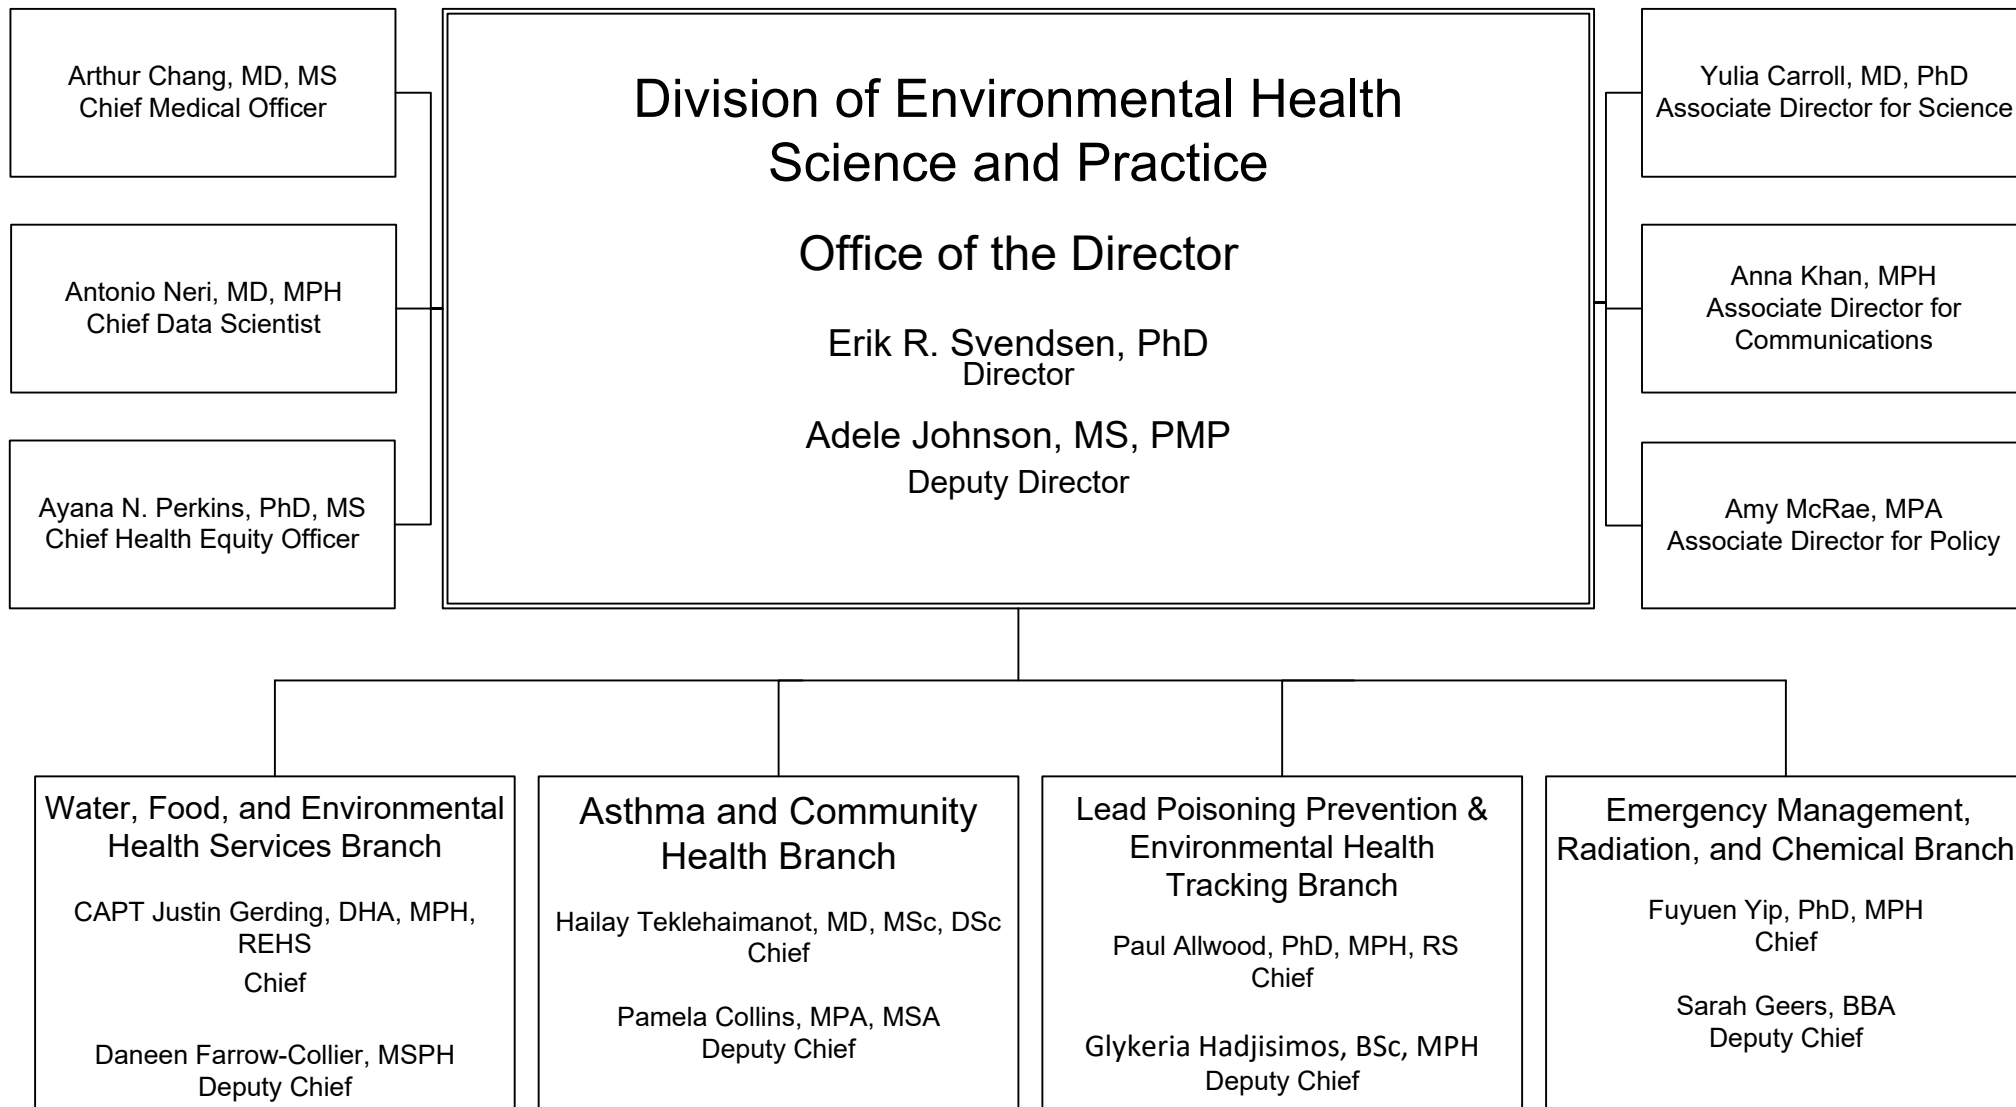 Arthur Chang, MD, MS
Chief Medical Officer
Antonio Neri, MD, MPH
Chief Data Scientist
Ayana N. Perkins, PhD, MS
Chief Health Equity Officer
Division of Environmental Health
Science and Practice
Office of the Director
Erik R. Svendsen, PhD
Director
Adele Johnson, MS, PMP
Deputy Director
Yulia Carroll, MD, PhD
Associate Director for Science
Anna Khan, MPH
Associate Director for
Communications
Amy McRae, MPA
Associate Director for Policy
Water, Food, and Environmental
Health Services Branch
CAPT Justin Gerding, DHA, MPH,
REHS
Chief
Daneen Farrow-Collier, MSPH
Deputy Chief
Asthma and Community
Health Branch
Hailay Teklehaimanot, MD, MSc, DSc
Chief
Pamela Collins, MPA, MSA
Deputy Chief
Lead Poisoning Prevention &
Environmental Health
Tracking Branch
Paul Allwood, PhD, MPH, RS
Chief
Glykeria Hadjisimos, BSc, MPH
Deputy Chief
Emergency Management,
Radiation, and Chemical Branch
Fuyuen Yip, PhD, MPH
Chief
Sarah Geers, BBA
Deputy Chief